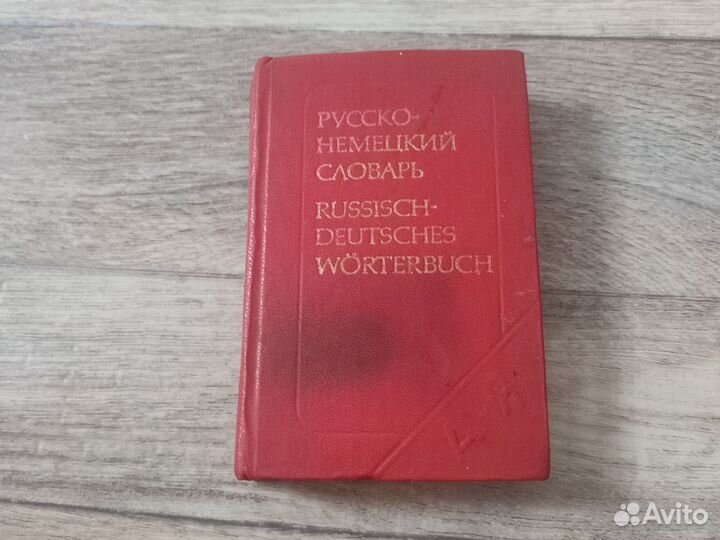 РУССКО-
НЕМЕЦКИЙ
СЛОВАРЬ
RUSSISCH-
DEUTSCHES
WÖRTERBUCH
Avito